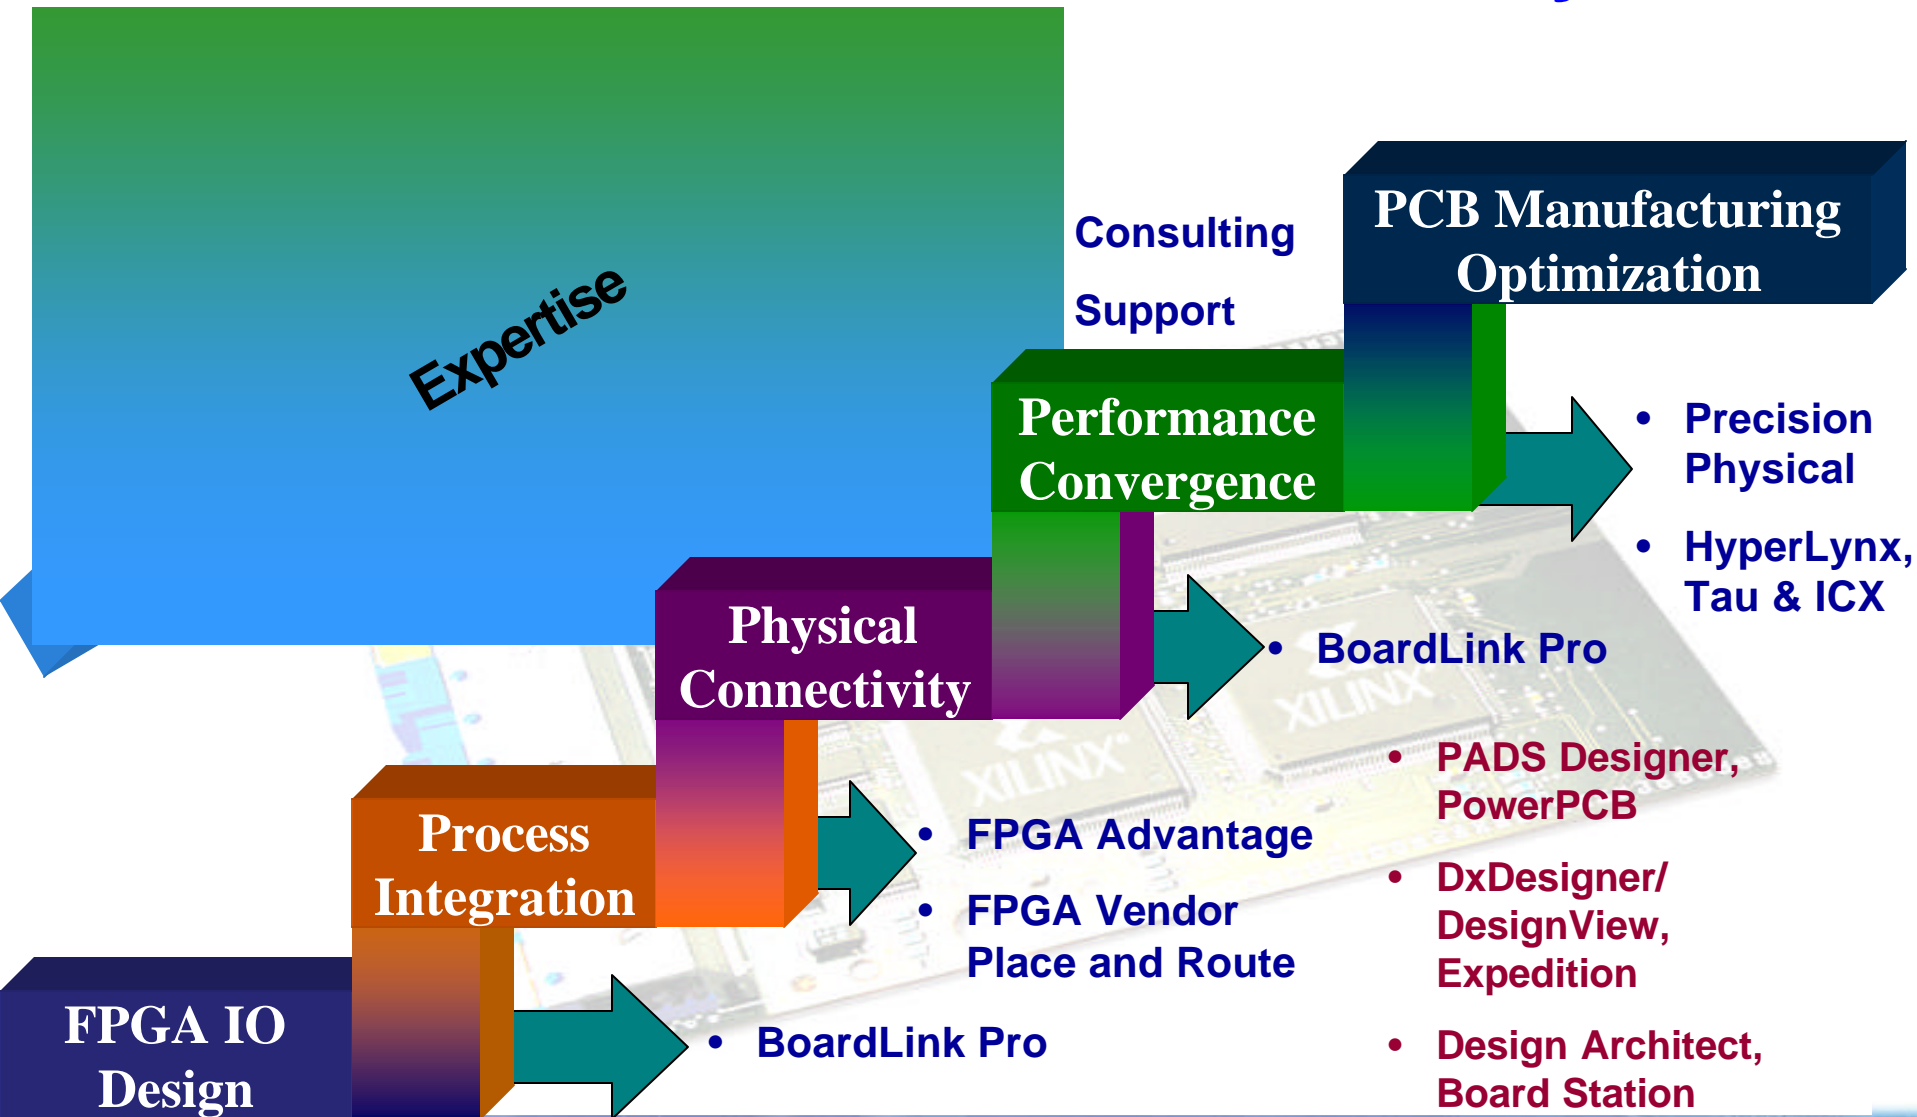 Consulting
Support
Expertise
PCB Manufacturing
Optimization
Performance
Convergence
• Precision
Physical
• HyperLynx,
Tau & ICX
Physical
Connectivity
• BoardLink Pro
XILINX
XILINX
• PADS Designer,
PowerPCB
• DxDesigner/
DesignView,
Expedition
• Design Architect,
Board Station
Process
Integration
• FPGA Advantage
• FPGA Vendor
Place and Route
FPGA IO
Design
• BoardLink Pro